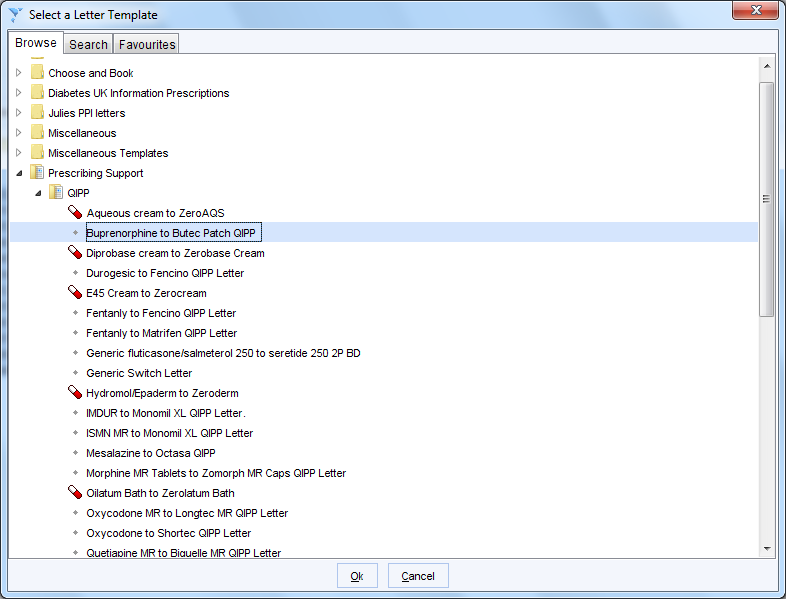 Select a Letter Template
Browse Search Favourites
Choose and Book
Diabetes UK Information Prescriptions
Julies PPI letters
Miscellaneous
Miscellaneous Templates
Prescribing Support
QIPP
Aqueous cream to ZeroAQS
Buprenorphine to Butec Patch QIPP
Diprobase cream to Zerobase Cream
Durogesic to Fencino QIPP Letter
E45 Cream to Zerocream
Fentanly to Fencino QIPP Letter
Fentanly to Matrifen QIPP Letter
Generic fluticasone/salmeterol 250 to seretide 250 2P BD
Generic Switch Letter
Hydromol/Epaderm to Zeroderm
IMDUR to Monomil XL QIPP Letter.
ISMN MR to Monomil XL QIPP Letter
Mesalazine to Octasa QIPP
Morphine MR Tablets to Zomorph MR Caps QIPP Letter
Oilatum Bath to Zerolatum Bath
Oxycodone MR to Longtec MR QIPP Letter
Oxycodone to Shortec QIPP Letter
Quetiapine MR to Biquelle MR QIPP Letter
Ok Cancel